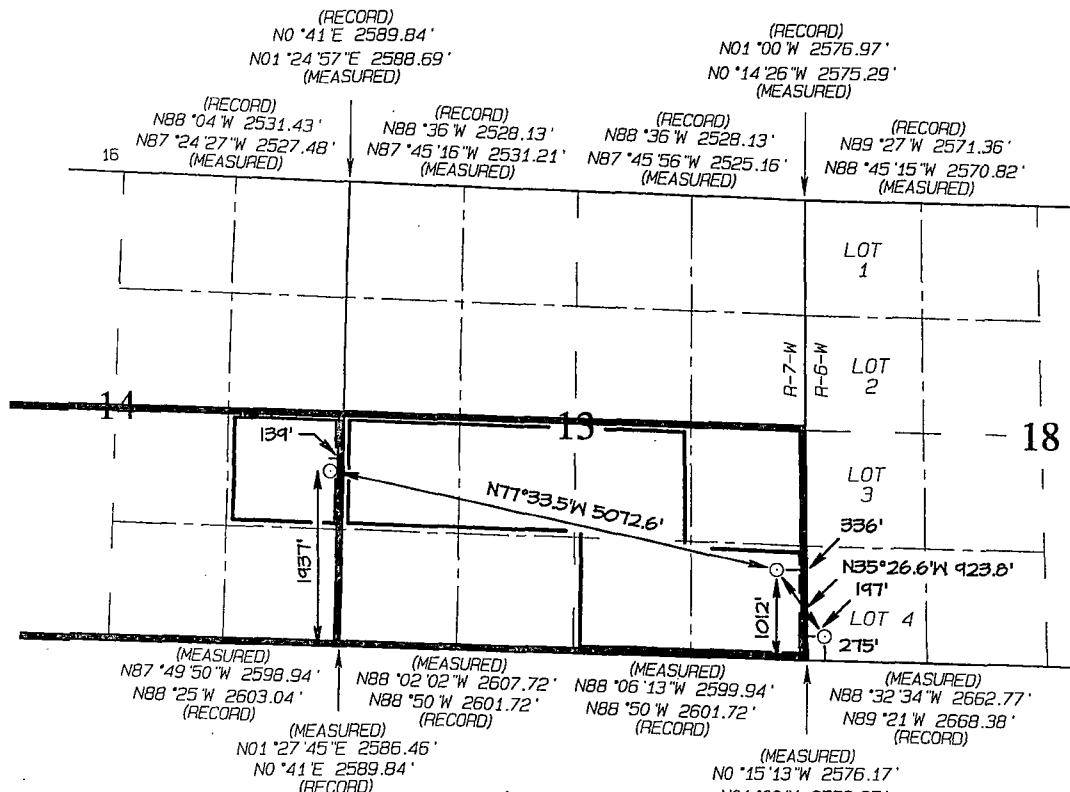 (RECORD)
N0°41'E 2589.84'
N01°24'57"E 2588.69'
(MEASURED)
(RECORD)
N01°00'W 2576.97'
N0°14'26"W 2575.29'
(MEASURED)
(RECORD)
N88°04'W 2531.43'
N87°24'27"W 2527.48'
(MEASURED)
(RECORD)
N88°36'W 2528.13'
N87°45'16"W 2531.21'
(MEASURED)
(RECORD)
N88°36'W 2528.13'
N87°45'56"W 2525.16'
(MEASURED)
(RECORD)
N89°27'W 2571.36'
N88°45'15"W 2570.82'
(MEASURED)
16
LOT
1
R-7-W
R-6-W
LOT
2
14
13
18
139'
N77°33.5'W 5072.6'
LOT
3
336'
1937'
N35°26.6'W 923.8'
197'
1012'
LOT 4
275'
(MEASURED)
N87°49'50"W 2598.94'
N88°25'W 2603.04'
(RECORD)
(MEASURED)
N88°02'02"W 2607.72'
N88°50'W 2601.72'
(RECORD)
(MEASURED)
N88°06'13"W 2599.94'
N88°50'W 2601.72'
(RECORD)
(MEASURED)
N88°32'34"W 2662.77'
N89°21'W 2668.38'
(RECORD)
(MEASURED)
N01°27'45"E 2586.46'
N0°41'E 2589.84'
(RECORD)
(MEASURED)
N0°15'13"W 2576.17'